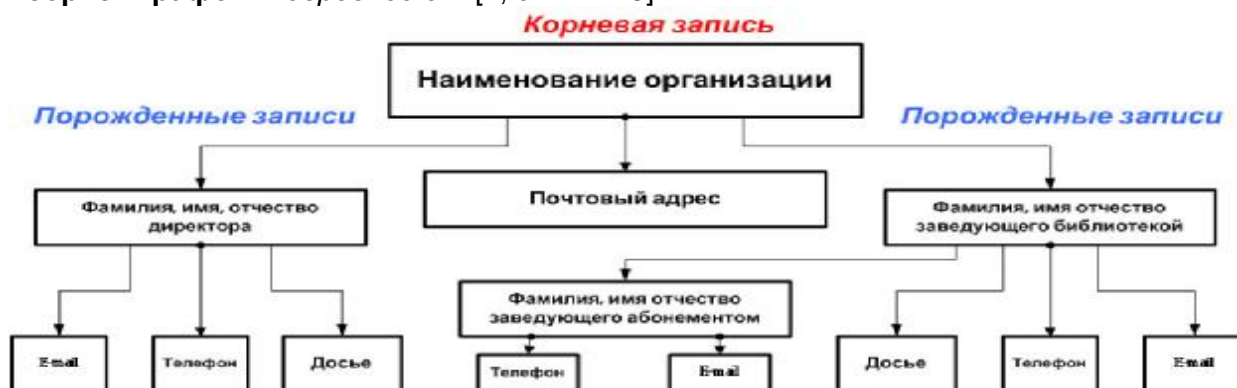 Корневая запись
Наименование организации
Порожденные записи
Порожденные записи
Почтовый адрес
Фамилия, имя, отчество
директора
Фамилия, имя отчество
заведующего библиотекой
Фамилия, имя отчество
заведующего абонементом
E-mail
Телефон
Досье
Телефон
E-mail
Досье
Телефон
E-mail